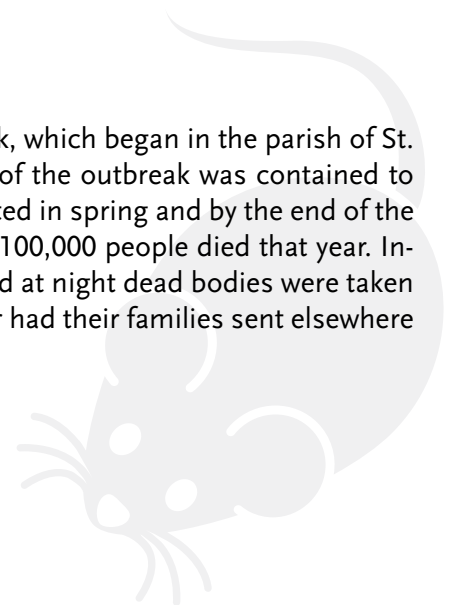 k, which began in the parish of St.
of the outbreak was contained to
ted in spring and by the end of the
100,000 people died that year. In-
d at night dead bodies were taken
r had their families sent elsewhere